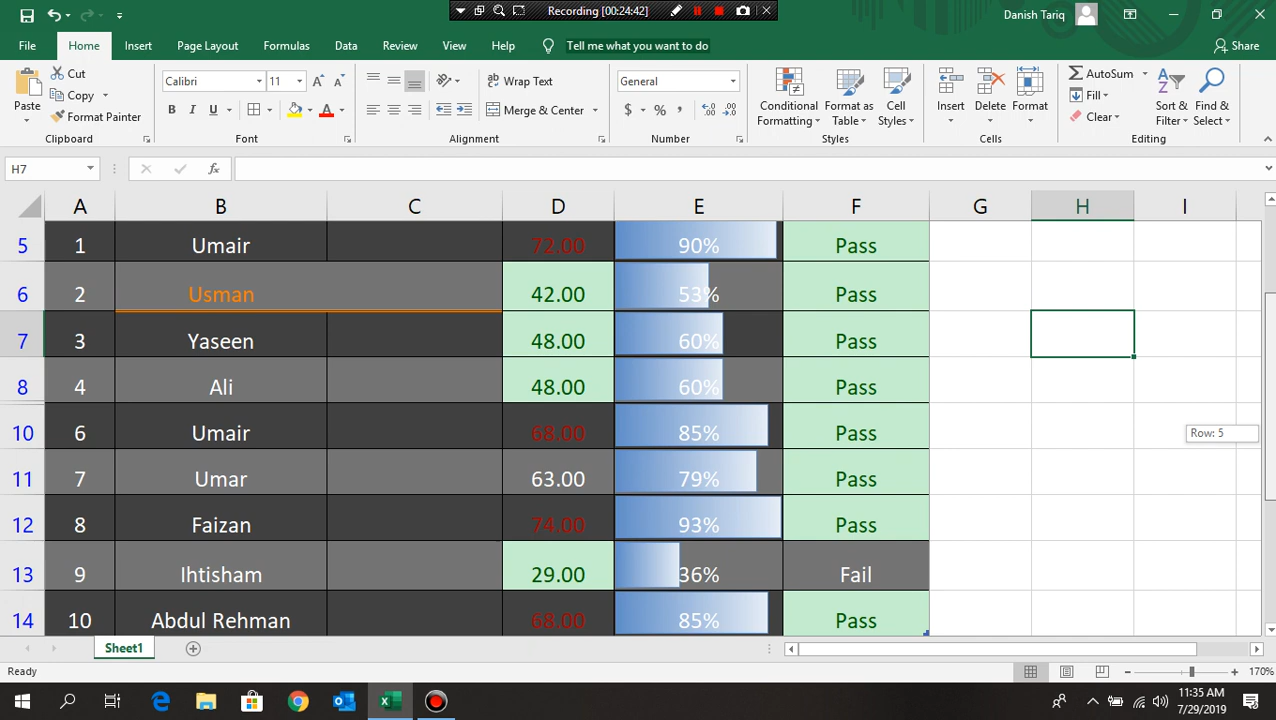 Recording [00:24:42]
Danish Tariq
File Home Insert Page Layout Formulas Data Review View Help Tell me what you want to do Share
Paste Cut Copy Format Painter Clipboard
Calibri 11 B I U A Font
ab Wrap Text Merge & Center Alignment
General $ % , Number
Conditional Formatting Format as Table Cell Styles Styles
Insert Delete Format Cells
AutoSum Fill Clear Sort & Filter Find & Select Editing
H7 fx
A B C D E F G H I
5 1 Umair 72.00 90% Pass
6 2 Usman 42.00 53% Pass
7 3 Yaseen 48.00 60% Pass
8 4 Ali 48.00 60% Pass
10 6 Umair 68.00 85% Pass
Row: 5
11 7 Umar 63.00 79% Pass
12 8 Faizan 74.00 93% Pass
13 9 Ihtisham 29.00 36% Fail
14 10 Abdul Rehman 68.00 85% Pass
Sheet1
Ready 170%
11:35 AM
7/29/2019